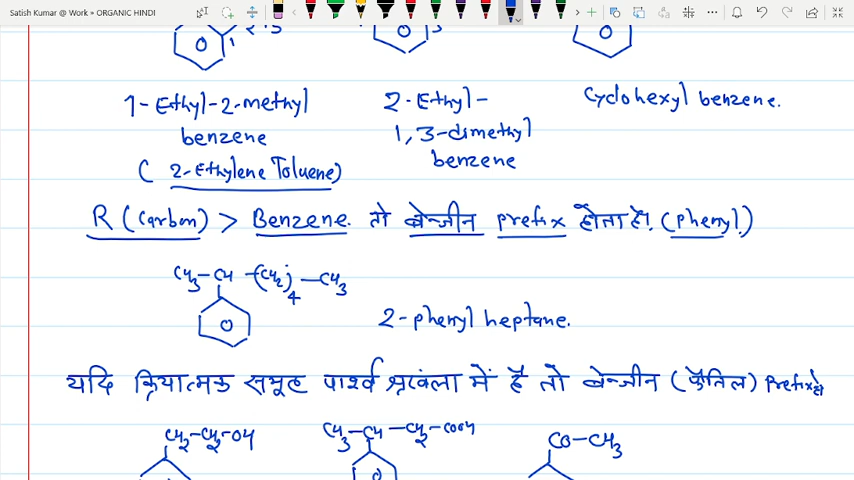 Satish Kumar @ Work » ORGANIC HINDI
1-Ethyl-2-methyl benzene
(2-Ethylene Toluene)
2-Ethyl-1,3-dimethyl benzene
Cyclohexyl benzene.
R (Carbon) > Benzene. तो बेन्जीन prefix होता है। (phenyl)
CH3-CH-(CH2)4-CH3
2-phenyl heptane.
यदि क्रियात्मक समूह पार्श्व श्रृखंला में है तो बेन्जीन (फेनिल) Prefix है
CH2-CH2-OH
CH3-CH-CH2-COOH
CO-CH3